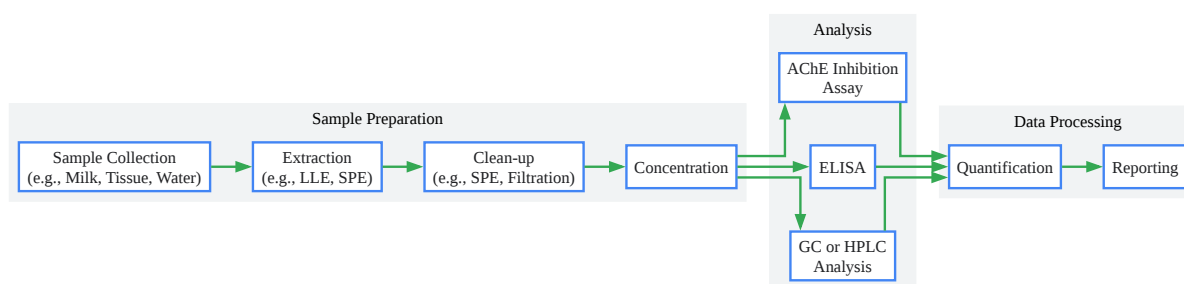 Analysis
AChE Inhibition
Assay
Sample Preparation
Data Processing
Sample Collection
(e.g., Milk, Tissue, Water)
Extraction
(e.g., LLE, SPE)
Clean-up
(e.g., SPE, Filtration)
Concentration
ELISA
Quantification
Reporting
GC or HPLC
Analysis